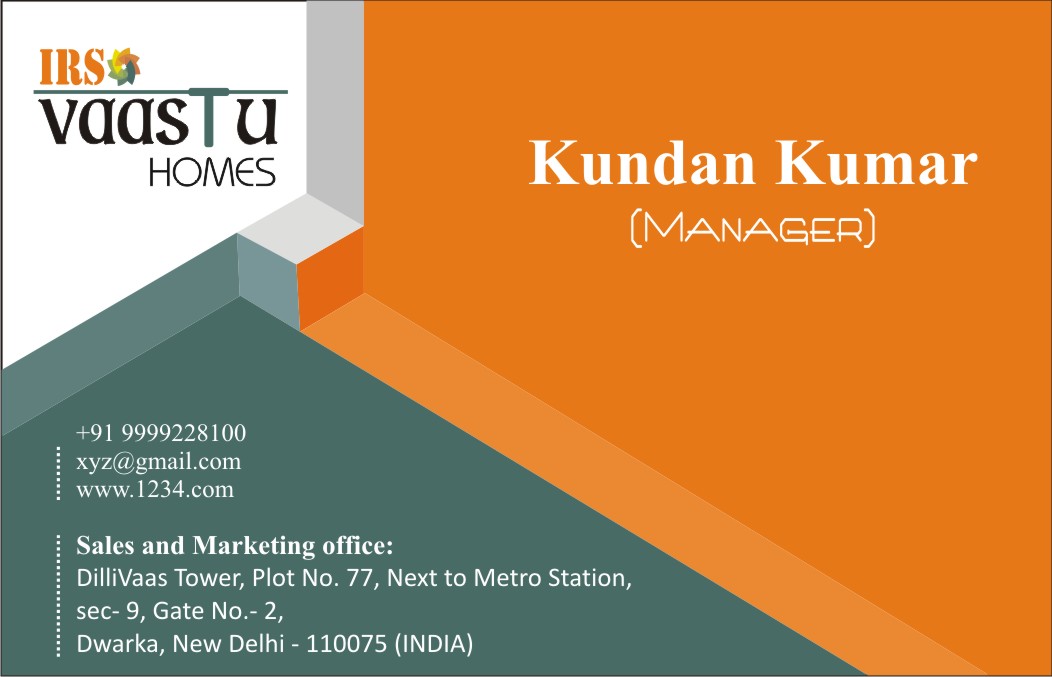 IRS
vaasTu
HOMES
Kundan Kumar
(MANAGER)
+91 9999228100
xyz@gmail.com
www.1234.com
Sales and Marketing office:
DilliVaas Tower, Plot No. 77, Next to Metro Station,
sec- 9, Gate No.- 2,
Dwarka, New Delhi - 110075 (INDIA)